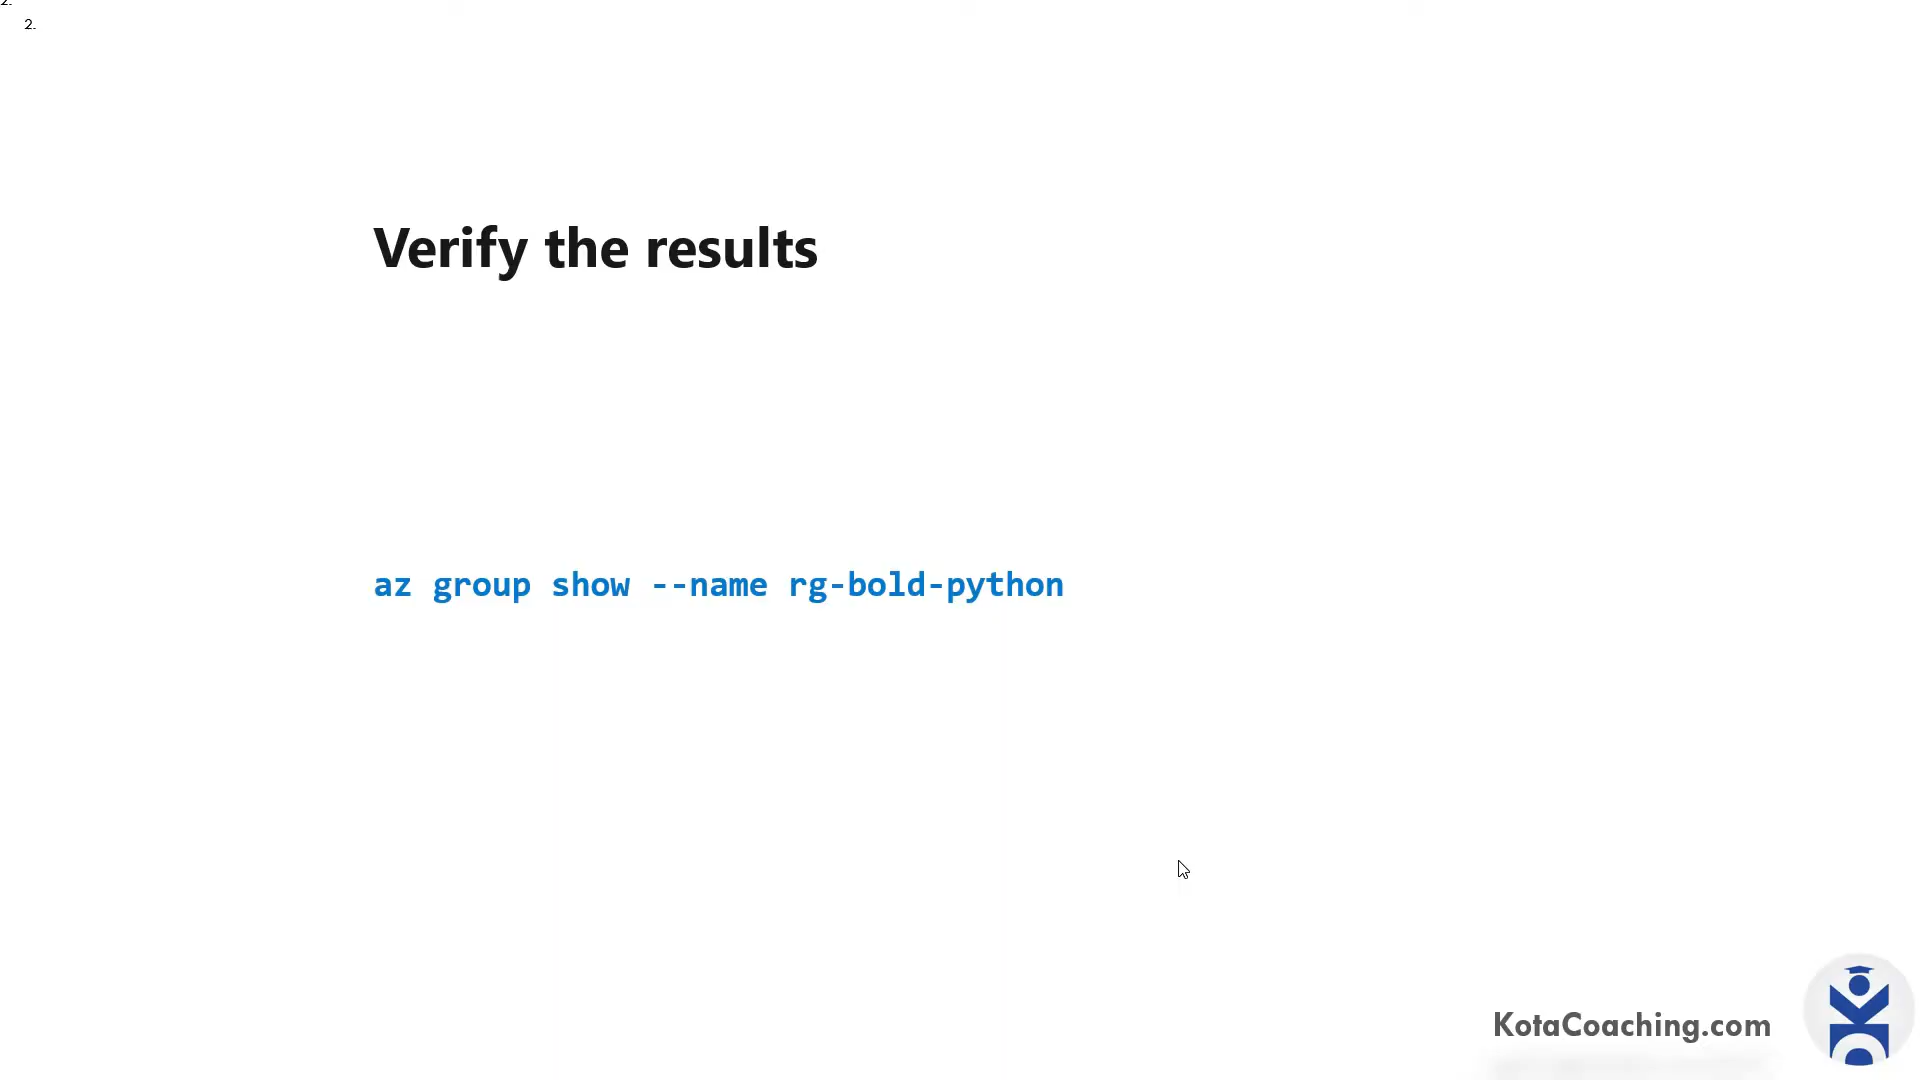 2.
2.
Verify the results
az group show --name rg-bold-python
KotaCoaching.com